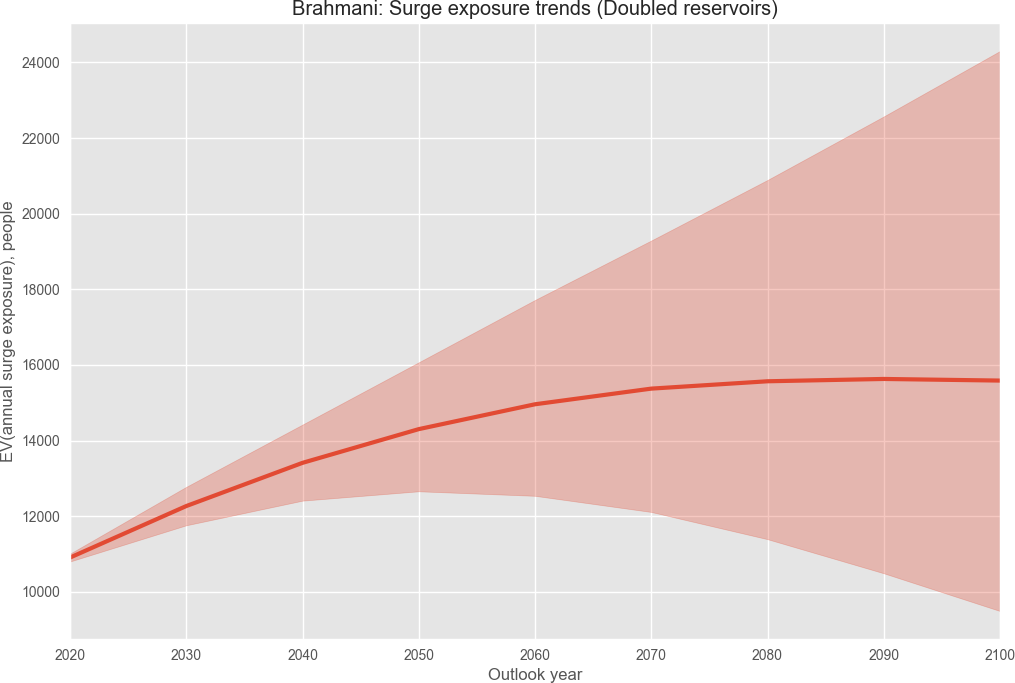 Brahmani: Surge exposure trends (Doubled reservoirs)
EV(annual surge exposure), people
24000
22000
20000
18000
16000
14000
12000
10000
2020 2030 2040 2050 2060 2070 2080 2090 2100
Outlook year